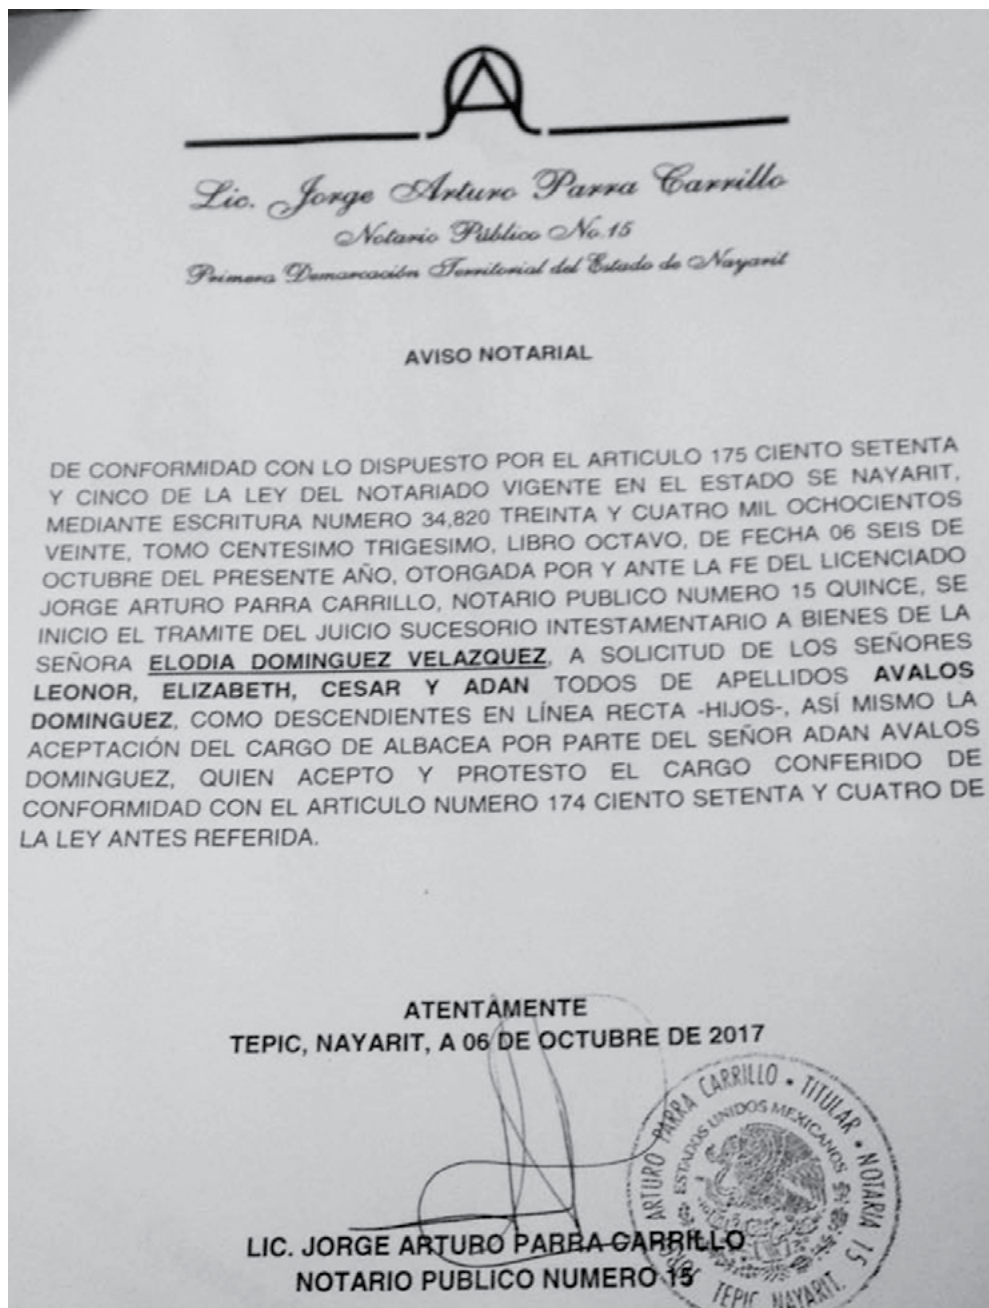 Lic. Jorge Arturo Parra Carrillo
Notario Público No. 15
Primera Demarcación Territorial del Estado de Nayarit
AVISO NOTARIAL
DE CONFORMIDAD CON LO DISPUESTO POR EL ARTICULO 175 CIENTO SETENTA
Y CINCO DE LA LEY DEL NOTARIADO VIGENTE EN EL ESTADO SE NAYARIT,
MEDIANTE ESCRITURA NUMERO 34,820 TREINTA Y CUATRO MIL OCHOCIENTOS
VEINTE, TOMO CENTESIMO TRIGESIMO, LIBRO OCTAVO, DE FECHA 06 SEIS DE
OCTUBRE DEL PRESENTE AÑO, OTORGADA POR Y ANTE LA FE DEL LICENCIADO
JORGE ARTURO PARRA CARRILLO, NOTARIO PUBLICO NUMERO 15 QUINCE, SE
INICIO EL TRAMITE DEL JUICIO SUCESORIO INTESTAMENTARIO A BIENES DE LA
SEÑORA ELODIA DOMINGUEZ VELAZQUEZ, A SOLICITUD DE LOS SEÑORES
LEONOR, ELIZABETH, CESAR Y ADAN TODOS DE APELLIDOS AVALOS
DOMINGUEZ, COMO DESCENDIENTES EN LÍNEA RECTA -HIJOS-, ASÍ MISMO LA
ACEPTACIÓN DEL CARGO DE ALBACEA POR PARTE DEL SEÑOR ADAN AVALOS
DOMINGUEZ, QUIEN ACEPTO Y PROTESTO EL CARGO CONFERIDO DE
CONFORMIDAD CON EL ARTICULO NUMERO 174 CIENTO SETENTA Y CUATRO DE
LA LEY ANTES REFERIDA.
ATENTAMENTE
TEPIC, NAYARIT, A 06 DE OCTUBRE DE 2017
ARTURO PARRA CARRILLO • TITULAR • NOTARIA 15
ESTADOS UNIDOS MEXICANOS
TEPIC, NAYARIT.
LIC. JORGE ARTURO PARRA CARRILLO
NOTARIO PUBLICO NUMERO 15